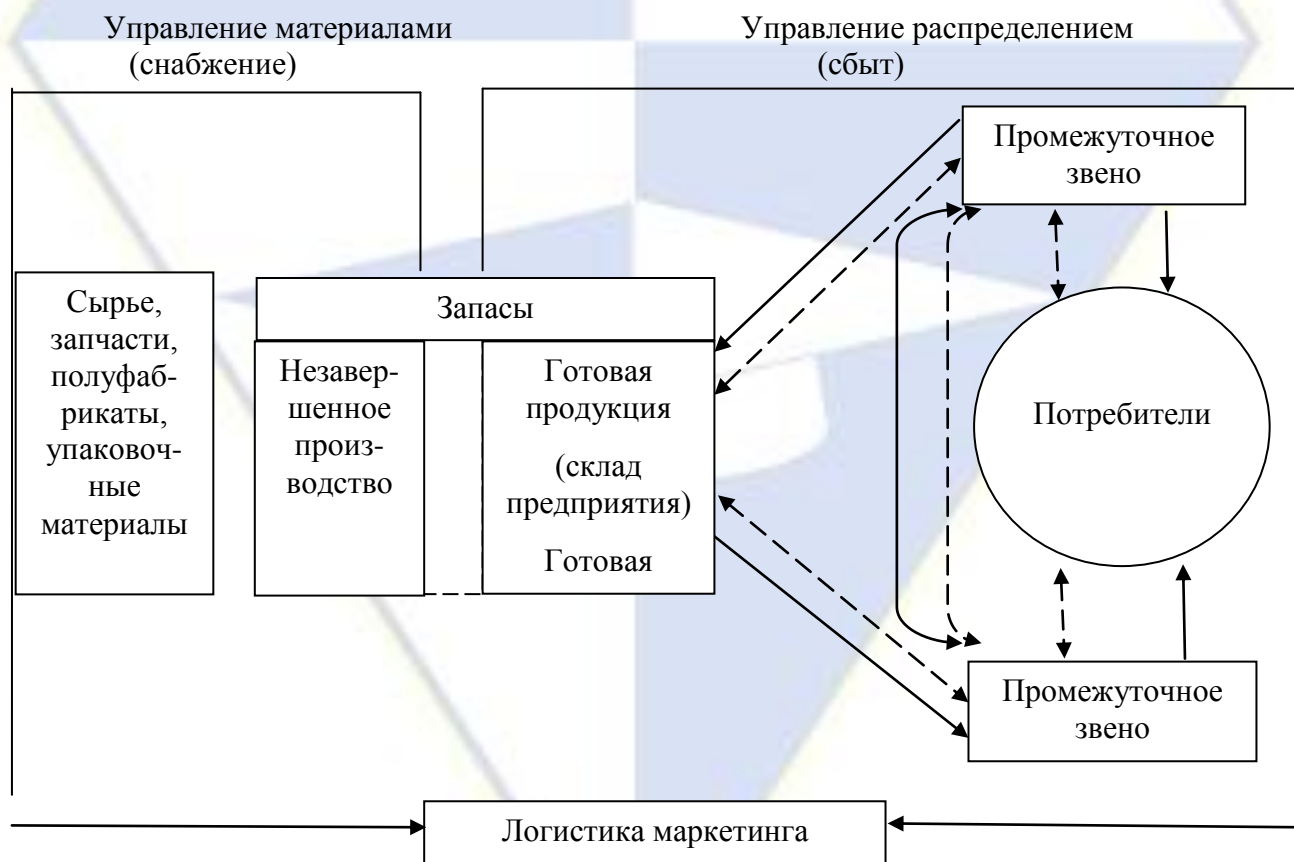 Управление материалами
(снабжение)
Управление распределением
(сбыт)
Промежуточное
звено
Сырье,
запчасти,
полуфаб-
рикаты,
упаковоч-
ные
материалы
Запасы
Незавер-
шенное
произ-
водство
Готовая
продукция
(склад
предприятия)
Готовая
Потребители
Промежуточное
звено
Логистика маркетинга